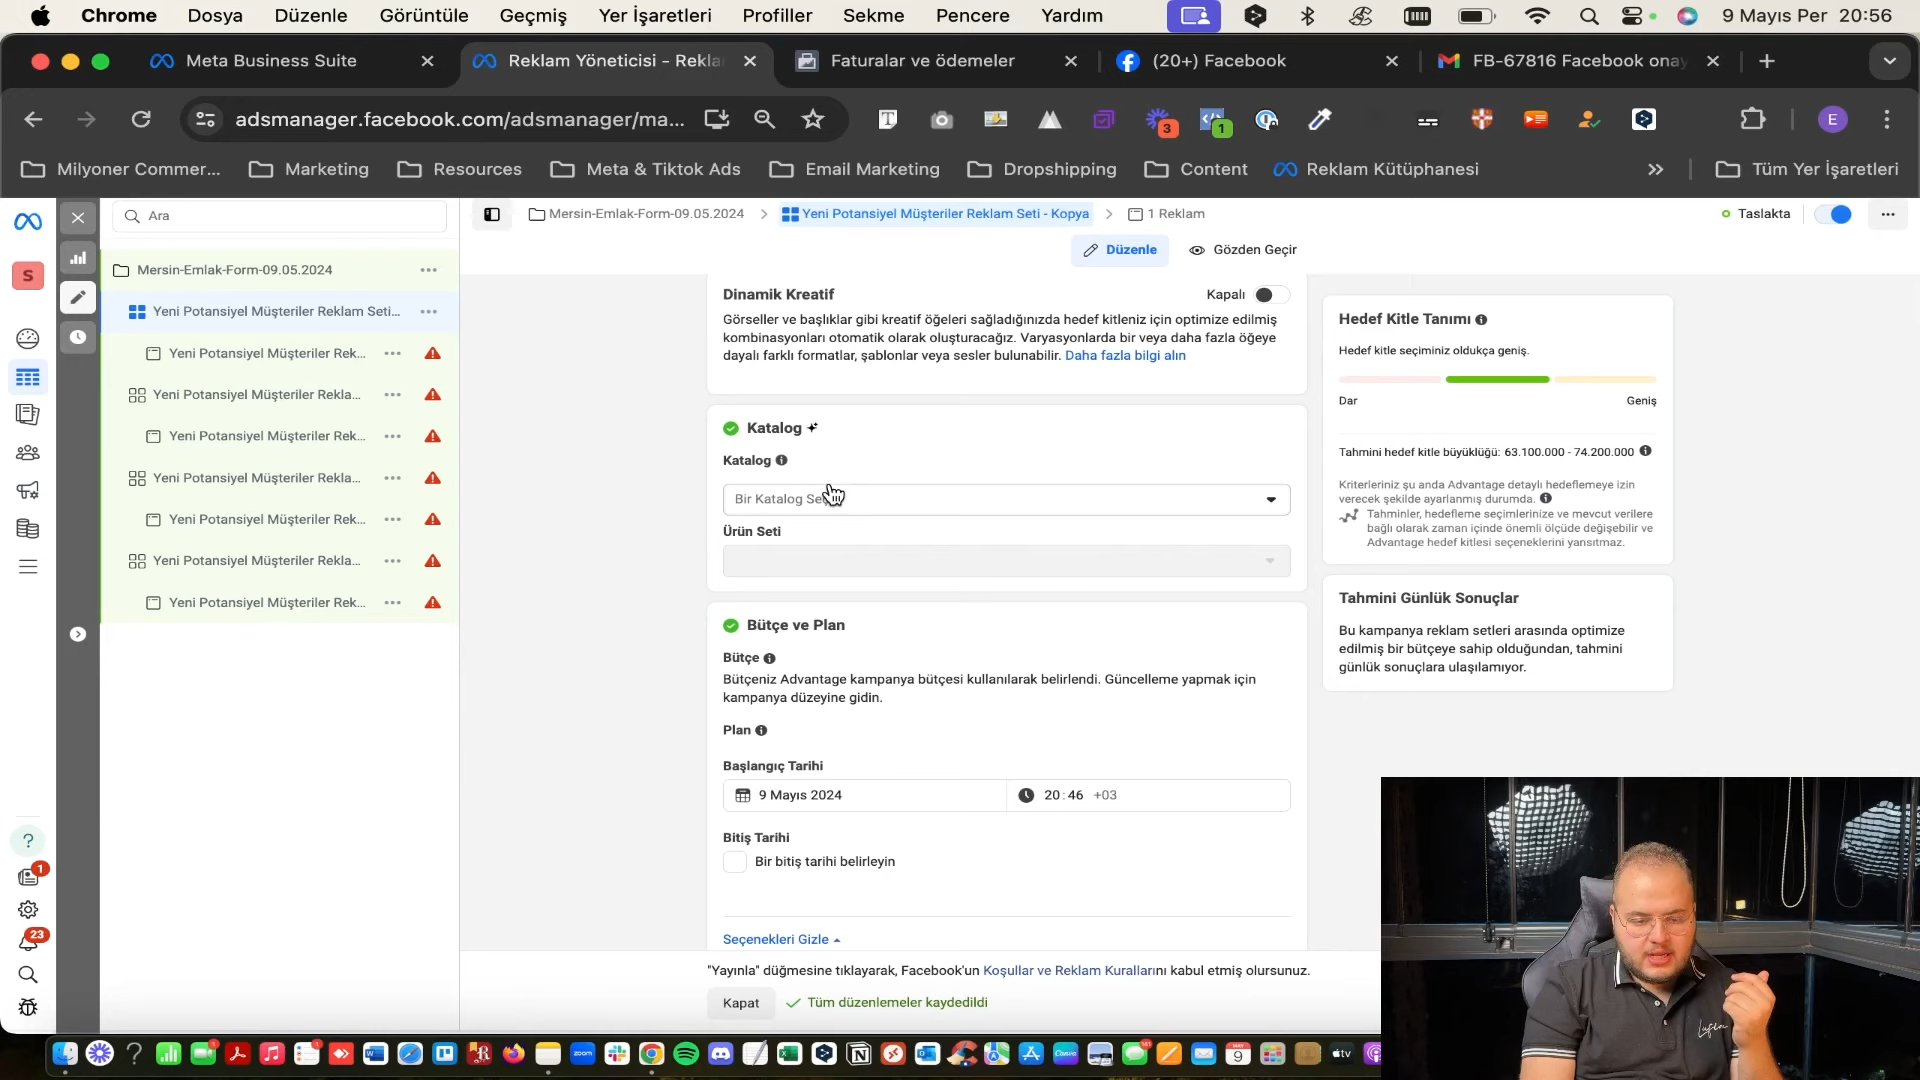 Chrome Dosya Düzenle Görüntüle Geçmiş Yer İşaretleri Profiller Sekme Pencere Yardım 9 Mayıs Per 20:56
Meta Business Suite
Reklam Yöneticisi - Rekla
Faturalar ve ödemeler
(20+) Facebook
FB-67816 Facebook onay
adsmanager.facebook.com/adsmanager/ma...
3
1
E
Milyoner Commer...
Marketing
Resources
Meta & Tiktok Ads
Email Marketing
Dropshipping
Content
Reklam Kütüphanesi
Tüm Yer İşaretleri
Ara
Mersin-Emlak-Form-09.05.2024
Yeni Potansiyel Müşteriler Reklam Seti - Kopya
1 Reklam
Taslakta
Düzenle
Gözden Geçir
S
Mersin-Emlak-Form-09.05.2024
Yeni Potansiyel Müşteriler Reklam Seti...
Yeni Potansiyel Müşteriler Rek...
Yeni Potansiyel Müşteriler Rekla...
Yeni Potansiyel Müşteriler Rek...
Yeni Potansiyel Müşteriler Rekla...
Yeni Potansiyel Müşteriler Rek...
Yeni Potansiyel Müşteriler Rekla...
Yeni Potansiyel Müşteriler Rek...
?
1
23
Dinamik Kreatif
Kapalı
Görseller ve başlıklar gibi kreatif öğeleri sağladığınızda hedef kitleniz için optimize edilmiş
kombinasyonları otomatik olarak oluşturacağız. Varyasyonlarda bir veya daha fazla öğeye
dayalı farklı formatlar, şablonlar veya sesler bulunabilir. Daha fazla bilgi alın
Katalog
Katalog
Bir Katalog Se
Ürün Seti
Bütçe ve Plan
Bütçe
Bütçeniz Advantage kampanya bütçesi kullanılarak belirlendi. Güncelleme yapmak için
kampanya düzeyine gidin.
Plan
Başlangıç Tarihi
9 Mayıs 2024
20:46 +03
Bitiş Tarihi
Bir bitiş tarihi belirleyin
Seçenekleri Gizle
"Yayınla" düğmesine tıklayarak, Facebook'un Koşullar ve Reklam Kurallarını kabul etmiş olursunuz.
Kapat
Tüm düzenlemeler kaydedildi
Hedef Kitle Tanımı
Hedef kitle seçiminiz oldukça geniş.
Dar
Geniş
Tahmini hedef kitle büyüklüğü: 63.100.000 - 74.200.000
Kriterleriniz şu anda Advantage detaylı hedeflemeye izin
verecek şekilde ayarlanmış durumda.
Tahminler, hedefleme seçimlerinize ve mevcut verilere
bağlı olarak zaman içinde önemli ölçüde değişebilir ve
Advantage hedef kitlesi seçeneklerini yansıtmaz.
Tahmini Günlük Sonuçlar
Bu kampanya reklam setleri arasında optimize
edilmiş bir bütçeye sahip olduğundan, tahmini
günlük sonuçlara ulaşılamıyor.
zoom
Canva
9
tv